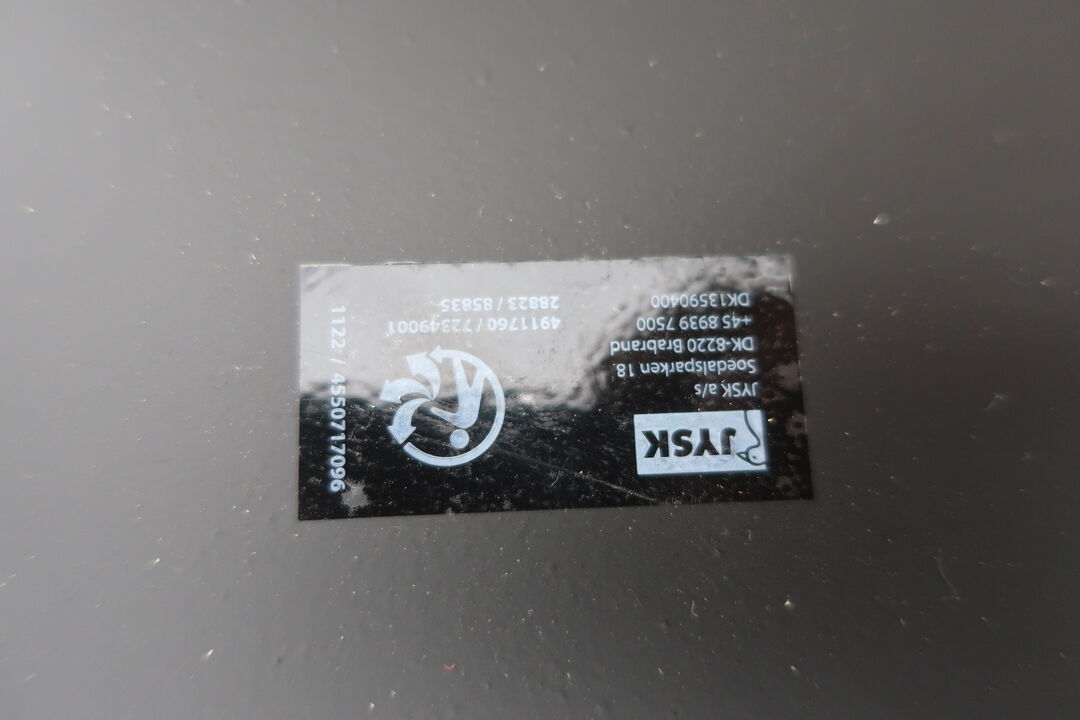 JYSK
JYSK a/s
Soedalsparken 18
DK-8220 Brabrand
+45 8939 7500
DK13590400
4911760 / 72349001
28823 / 85835
1122 / 4550717096